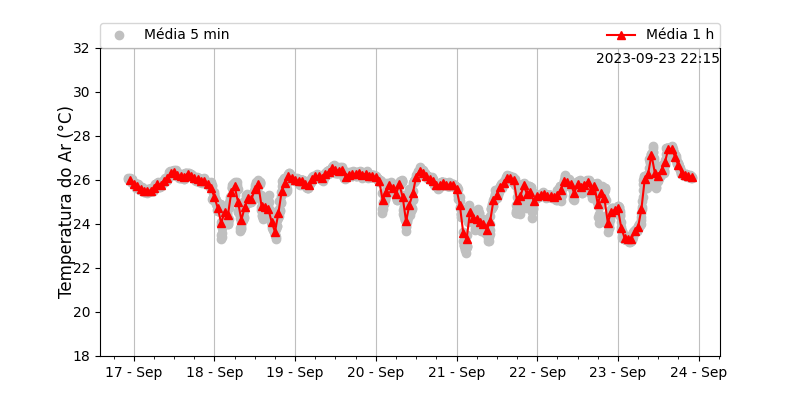 Média 5 min
Média 1 h
2023-09-23 22:15
Temperatura do Ar (°C)
32
30
28
26
24
22
20
18
17 - Sep
18 - Sep
19 - Sep
20 - Sep
21 - Sep
22 - Sep
23 - Sep
24 - Sep